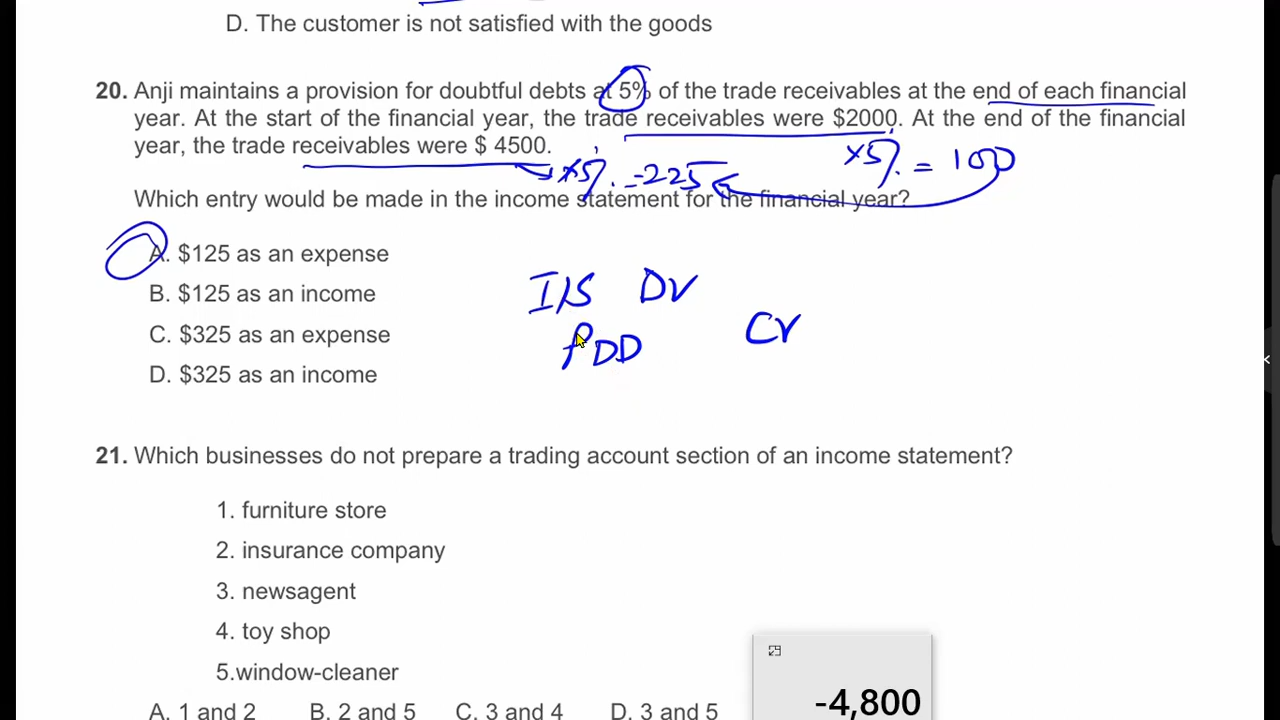 D. The customer is not satisfied with the goods
20. Anji maintains a provision for doubtful debts at 5% of the trade receivables at the end of each financial
year. At the start of the financial year, the trade receivables were $2000. At the end of the financial
year, the trade receivables were $ 4500.
×5% = 225
×5% = 100
Which entry would be made in the income statement for the financial year?
A. $125 as an expense
B. $125 as an income
I/S Dr
C. $325 as an expense
PDD Cr
D. $325 as an income
21. Which businesses do not prepare a trading account section of an income statement?
1. furniture store
2. insurance company
3. newsagent
4. toy shop
5.window-cleaner
-4,800
A. 1 and 2 B. 2 and 5 C. 3 and 4 D. 3 and 5